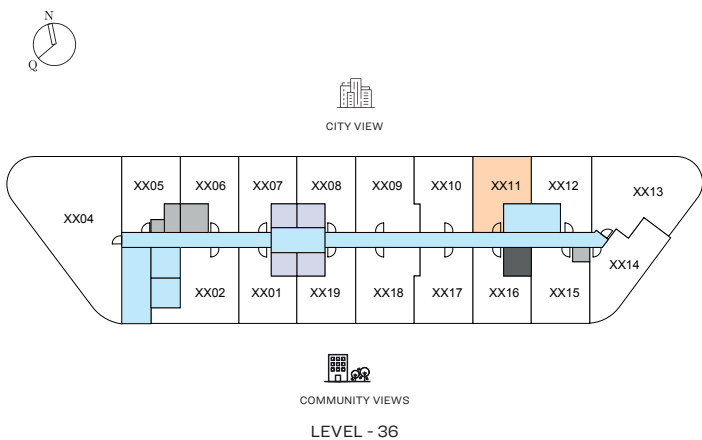 N
Q
CITY VIEW
XX05 XX06 XX07 XX08 XX09 XX10 XX11 XX12
XX13
XX04
XX14
XX02 XX01 XX19 XX18 XX17 XX16 XX15
COMMUNITY VIEWS
LEVEL - 36